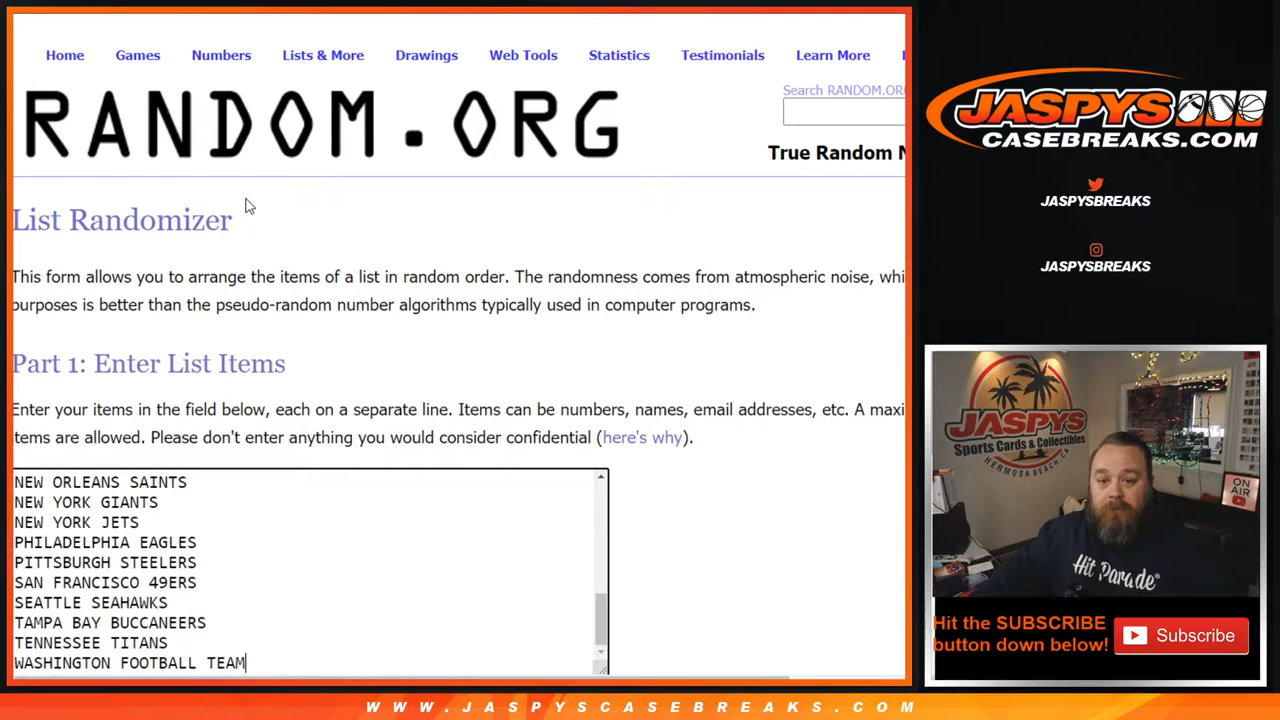 Home Games Numbers Lists & More Drawings Web Tools Statistics Testimonials Learn More
Search RANDOM.ORG
RANDOM.ORG
True Random N
List Randomizer
This form allows you to arrange the items of a list in random order. The randomness comes from atmospheric noise, whi
purposes is better than the pseudo-random number algorithms typically used in computer programs.
Part 1: Enter List Items
Enter your items in the field below, each on a separate line. Items can be numbers, names, email addresses, etc. A maxi
items are allowed. Please don't enter anything you would consider confidential (here's why).
NEW ORLEANS SAINTS
NEW YORK GIANTS
NEW YORK JETS
PHILADELPHIA EAGLES
PITTSBURGH STEELERS
SAN FRANCISCO 49ERS
SEATTLE SEAHAWKS
TAMPA BAY BUCCANEERS
TENNESSEE TITANS
WASHINGTON FOOTBALL TEAM
JASPYS
CASEBREAKS.COM
JASPYSBREAKS
JASPYSBREAKS
JASPYS
Sports Cards & Collectibles
HERMOSA BEACH, CA
ON
AIR
Hit Parade
Hit the SUBSCRIBE
button down below!
Subscribe
WWW.JASPYSCASEBREAKS.COM